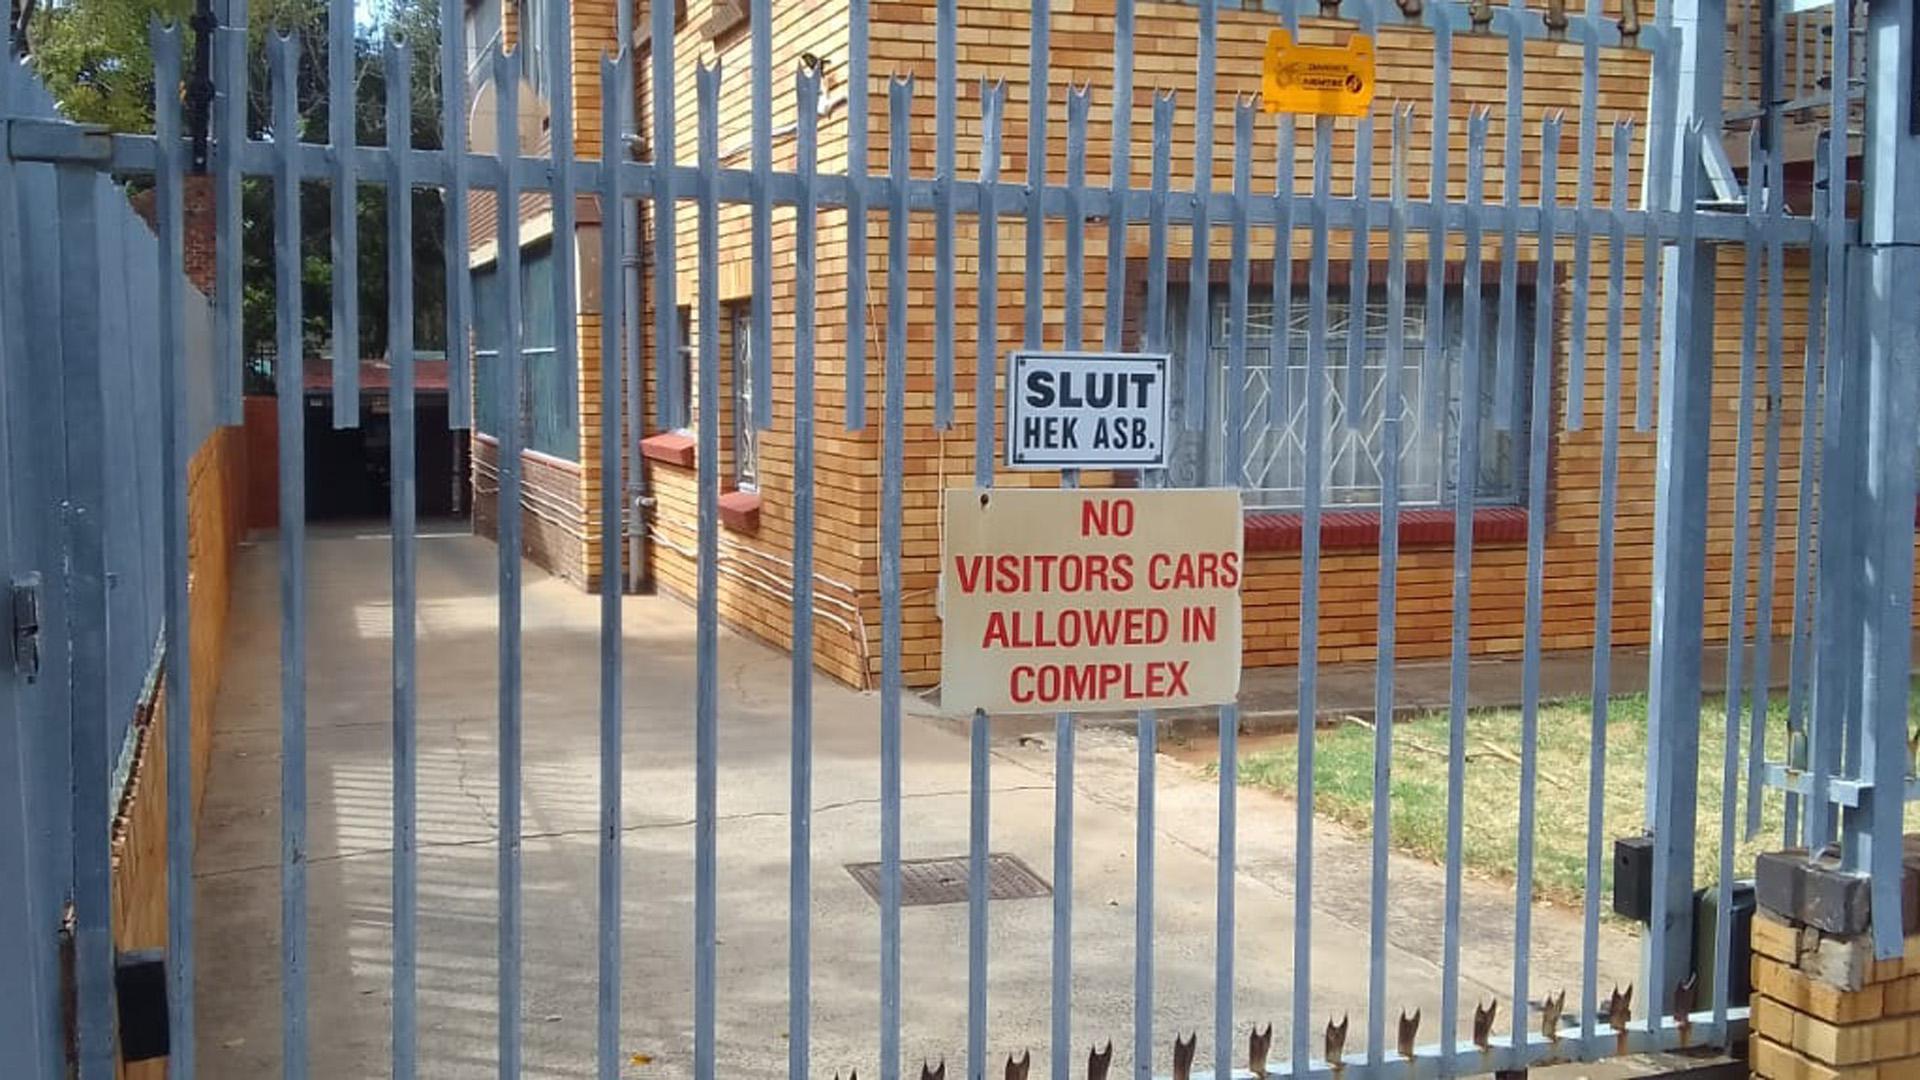 SLUIT
HEK ASB.
NO
VISITORS CARS
ALLOWED IN
COMPLEX